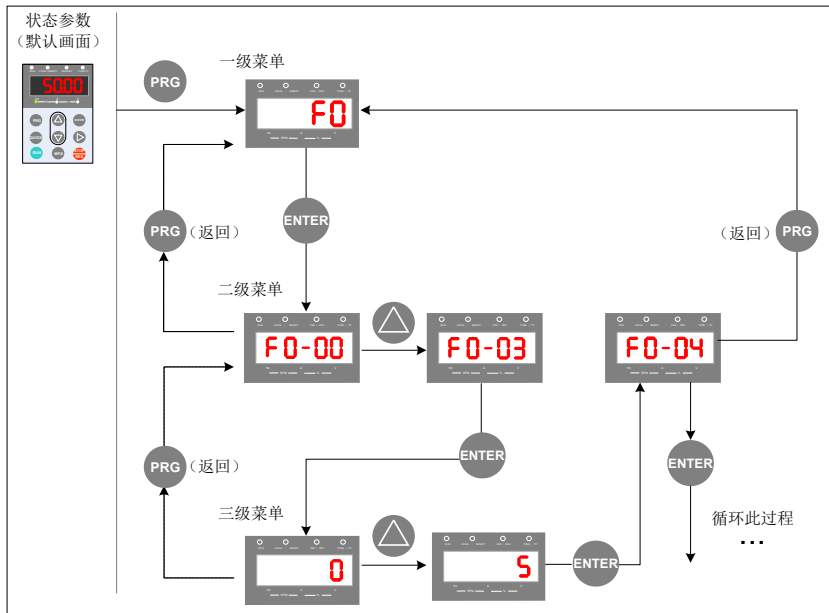 状态参数
（默认画面）
50.00
PRG
一级菜单
F0
PRG
（返回）
ENTER
（返回）
PRG
二级菜单
F0-00
F0-03
F0-04
PRG
（返回）
ENTER
ENTER
三级菜单
0
5
ENTER
循环此过程
...